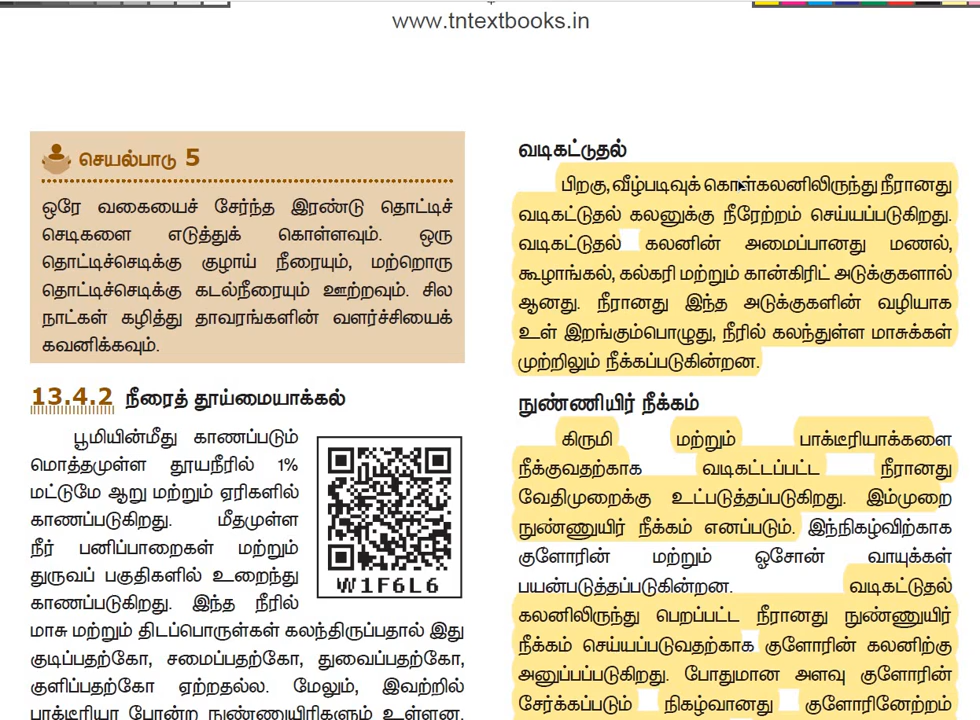 www.tntextbooks.in
செயல்பாடு 5
ஒரே வகையைச் சேர்ந்த இரண்டு தொட்டிச்
செடிகளை எடுத்துக் கொள்ளவும். ஒரு
தொட்டிச்செடிக்கு குழாய் நீரையும், மற்றொரு
தொட்டிச்செடிக்கு கடல்நீரையும் ஊற்றவும். சில
நாட்கள் கழித்து தாவரங்களின் வளர்ச்சியைக்
கவனிக்கவும்.
13.4.2 நீரைத் தூய்மையாக்கல்
பூமியின்மீது காணப்படும்
மொத்தமுள்ள தூயநீரில் 1%
மட்டுமே ஆறு மற்றும் ஏரிகளில்
காணப்படுகிறது. மீதமுள்ள
நீர் பனிப்பாறைகள் மற்றும்
துருவப் பகுதிகளில் உறைந்து
காணப்படுகிறது. இந்த நீரில்
மாசு மற்றும் திடப்பொருள்கள் கலந்திருப்பதால் இது
குடிப்பதற்கோ, சமைப்பதற்கோ, துவைப்பதற்கோ,
குளிப்பதற்கோ ஏற்றதல்ல. மேலும், இவற்றில்
பாக்டீரியா போன்ற நுண்ணுயிரிகளும் உள்ளன.
W1F6L6
வடிகட்டுதல்
பிறகு, வீழ்படிவுக் கொள்கலனிலிருந்து நீரானது
வடிகட்டுதல் கலனுக்கு நீரேற்றம் செய்யப்படுகிறது.
வடிகட்டுதல் கலனின் அமைப்பானது மணல்,
கூழாங்கல், கல்கரி மற்றும் கான்கிரிட் அடுக்குகளால்
ஆனது. நீரானது இந்த அடுக்குகளின் வழியாக
உள் இறங்கும்பொழுது, நீரில் கலந்துள்ள மாசுக்கள்
முற்றிலும் நீக்கப்படுகின்றன.
நுண்ணியிர் நீக்கம்
கிருமி மற்றும் பாக்டீரியாக்களை
நீக்குவதற்காக வடிகட்டப்பட்ட நீரானது
வேதிமுறைக்கு உட்படுத்தப்படுகிறது. இம்முறை
நுண்ணுயிர் நீக்கம் எனப்படும். இந்நிகழ்விற்காக
குளோரின் மற்றும் ஓசோன் வாயுக்கள்
பயன்படுத்தப்படுகின்றன. வடிகட்டுதல்
கலனிலிருந்து பெறப்பட்ட நீரானது நுண்ணுயிர்
நீக்கம் செய்யப்படுவதற்காக குளோரின் கலனிற்கு
அனுப்பப்படுகிறது. போதுமான அளவு குளோரின்
சேர்க்கப்படும் நிகழ்வானது குளோரினேற்றம்